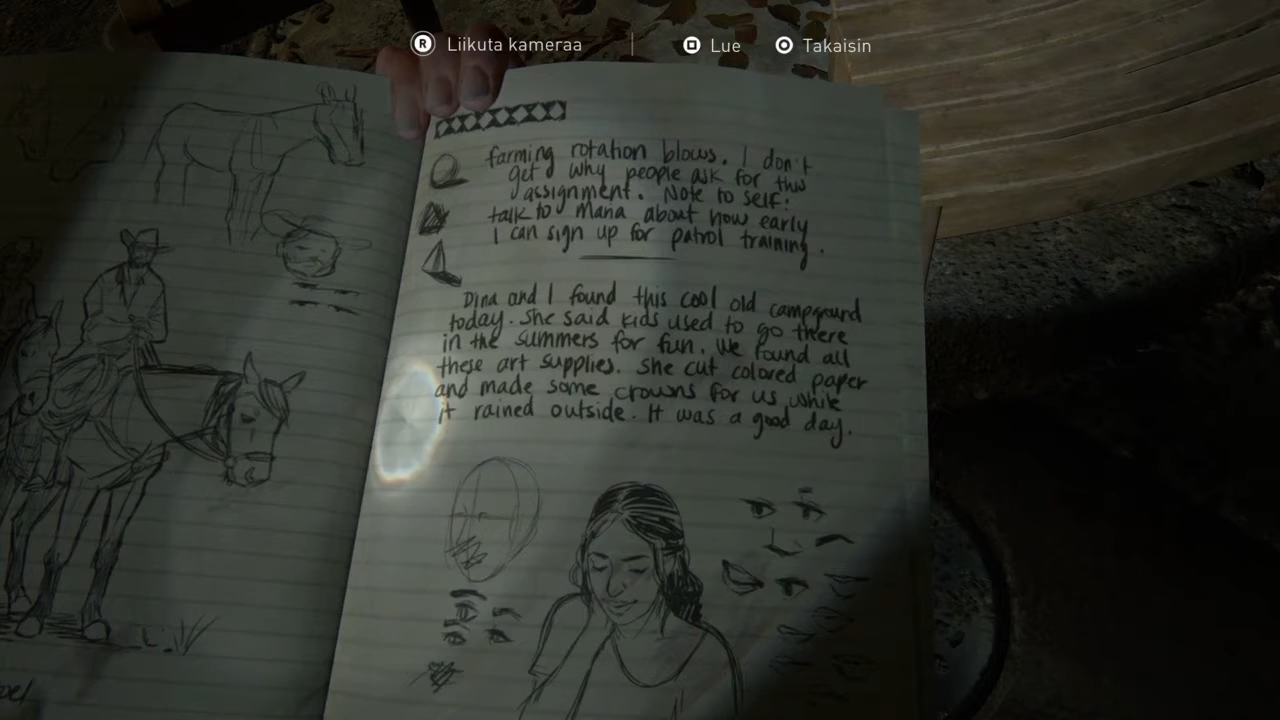 Liikuta kameraa
Lue
Takaisin
farming rotation blows. I don't
get why people ask for this
assignment. Note to self:
talk to Maria about how early
I can sign up for patrol training.
Dina and I found this cool old campground
today. She said kids used to go there
in the summers for fun. We found all
these art supplies. She cut colored paper
and made some crowns for us while
it rained outside. It was a good day.